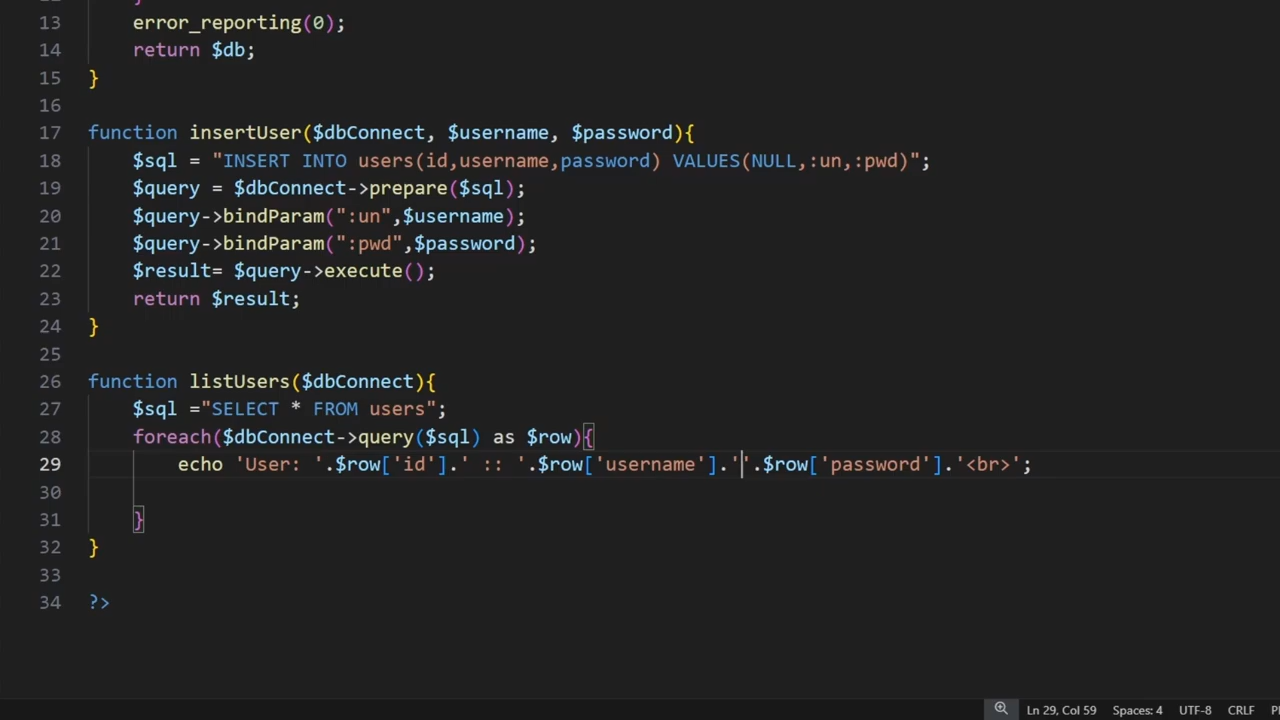 13 error_reporting(0);
14 return $db;
15 }
16
17 function insertUser($dbConnect, $username, $password){
18 $sql = "INSERT INTO users(id,username,password) VALUES(NULL,:un,:pwd)";
19 $query = $dbConnect->prepare($sql);
20 $query->bindParam(":un",$username);
21 $query->bindParam(":pwd",$password);
22 $result= $query->execute();
23 return $result;
24 }
25
26 function listUsers($dbConnect){
27 $sql ="SELECT * FROM users";
28 foreach($dbConnect->query($sql) as $row){
29 echo 'User: '.$row['id'].' :: '.$row['username'].' '.$row['password'].'<br>';
30
31 }
32 }
33
34 ?>
Ln 29, Col 59 Spaces: 4 UTF-8 CRLF